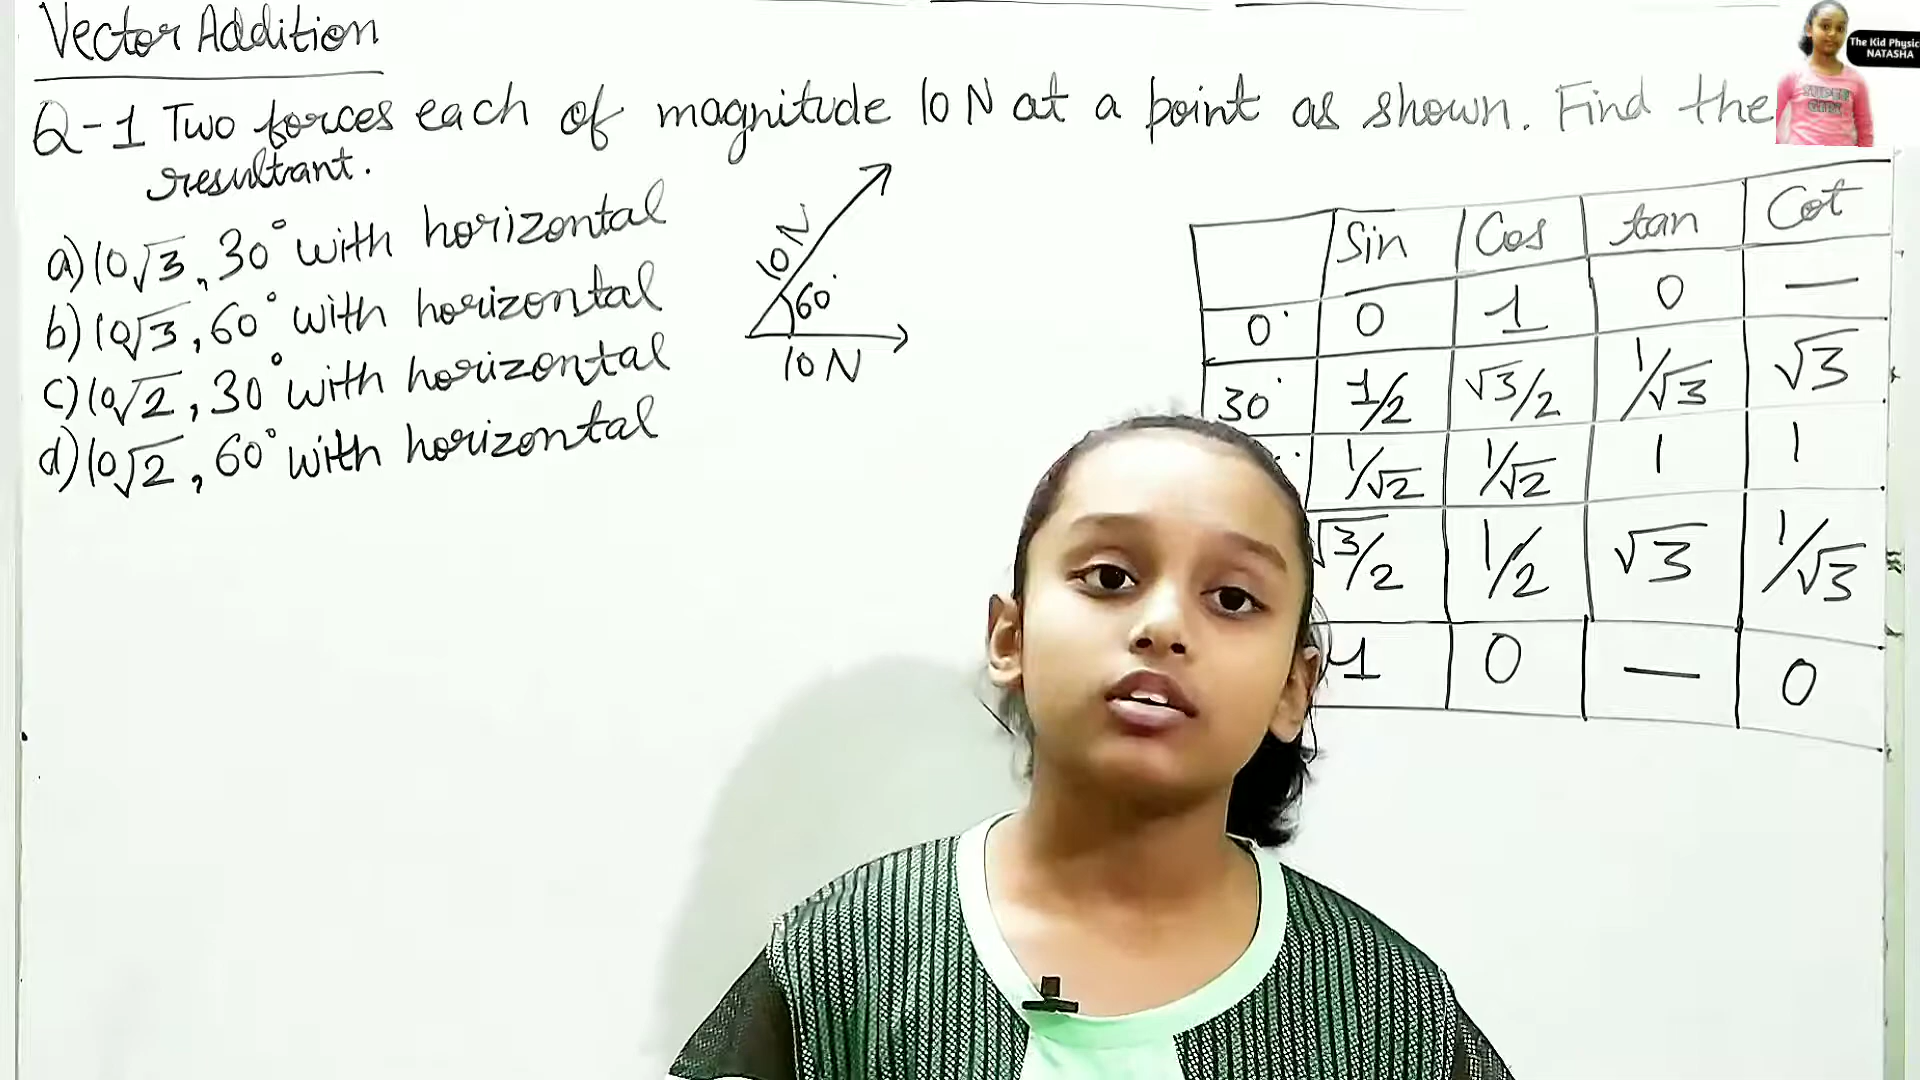 Vector Addition
The Kid Physic
NATASHA
SUPER
GIRL
Q-1 Two forces each of magnitude 10 N at a point as shown. Find the
resultant.
a) 10√3, 30° with horizontal
b) 10√3, 60° with horizontal
c) 10√2, 30° with horizontal
d) 10√2, 60° with horizontal
10 N
60°
10 N
Sin Cos tan Cot
0° 0 1 0 —
30° 1/2 √3/2 1/√3 √3
1/√2 1/√2 1 1
√3/2 1/2 √3 1/√3
1 0 — 0